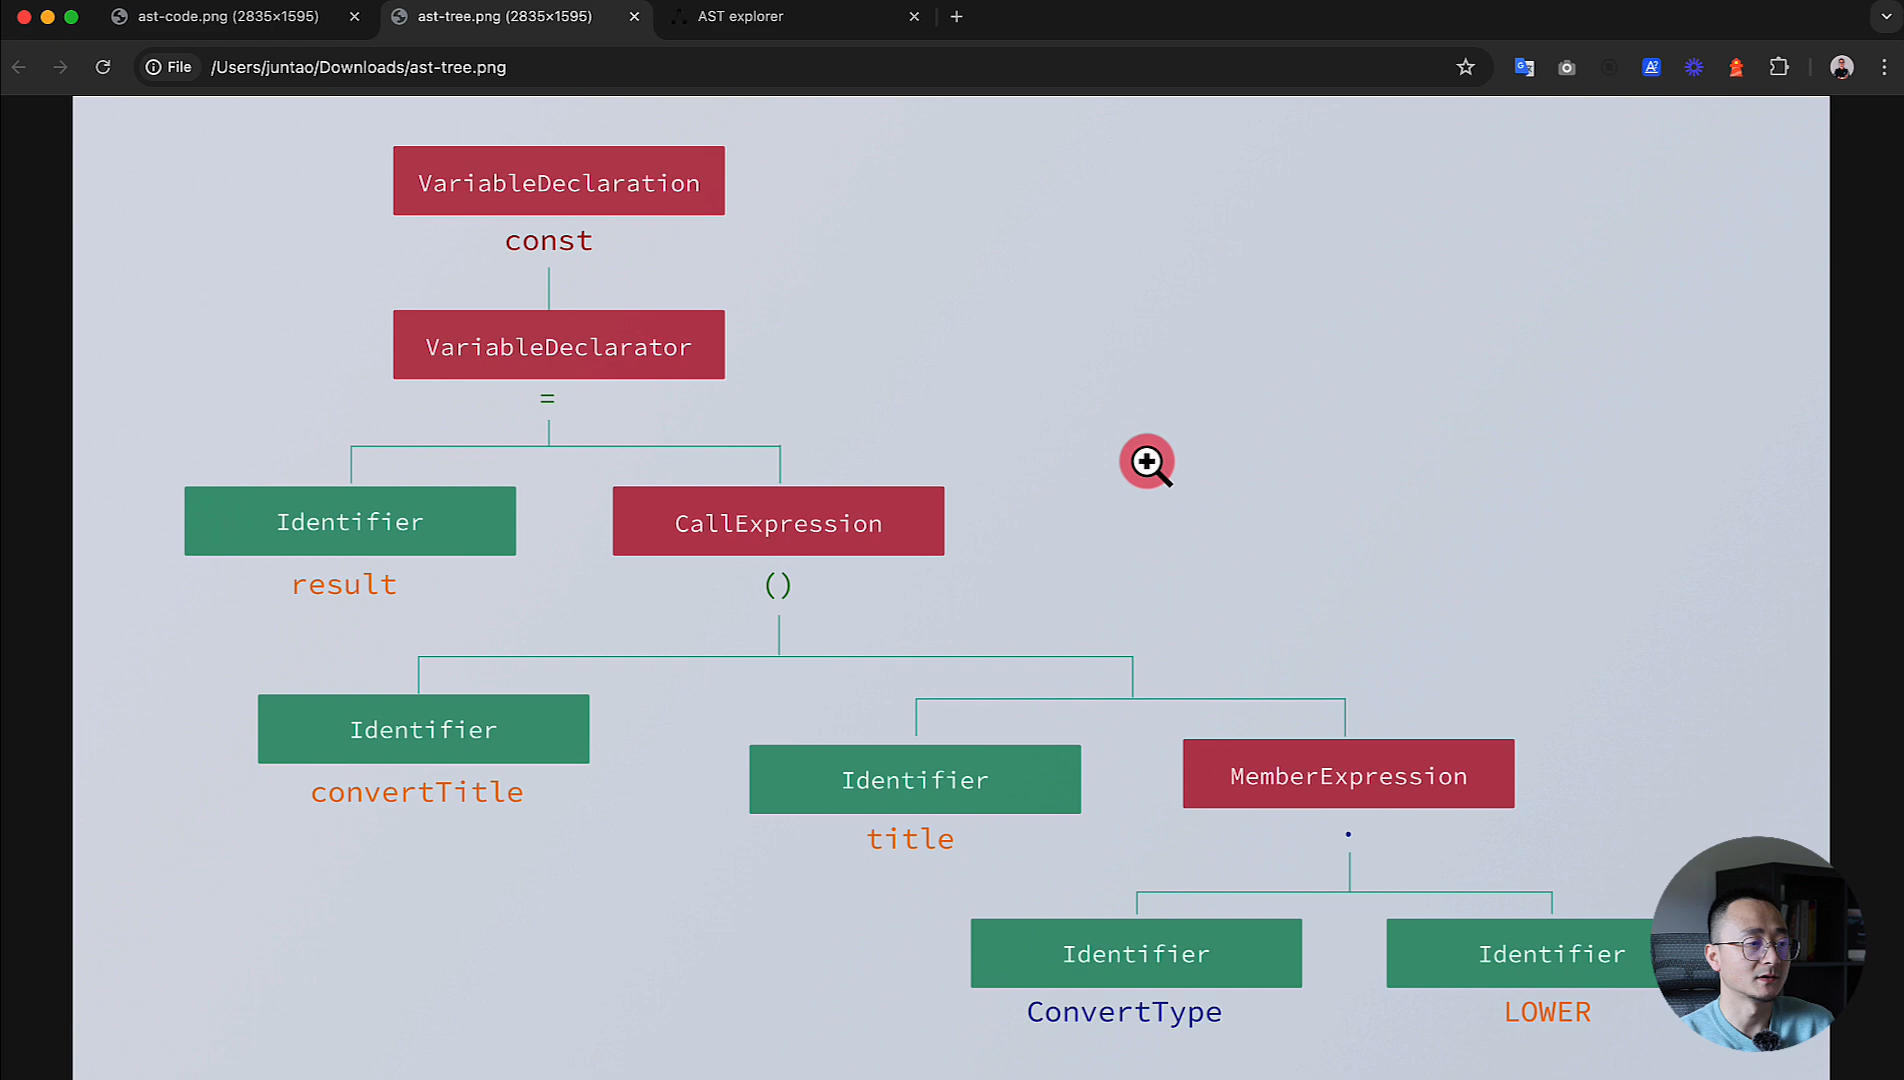 ast-code.png (2835×1595)
ast-tree.png (2835×1595)
AST explorer
File
/Users/juntao/Downloads/ast-tree.png
VariableDeclaration
const
VariableDeclarator
=
Identifier
CallExpression
result
()
Identifier
convertTitle
Identifier
MemberExpression
title
.
Identifier
Identifier
ConvertType
LOWER